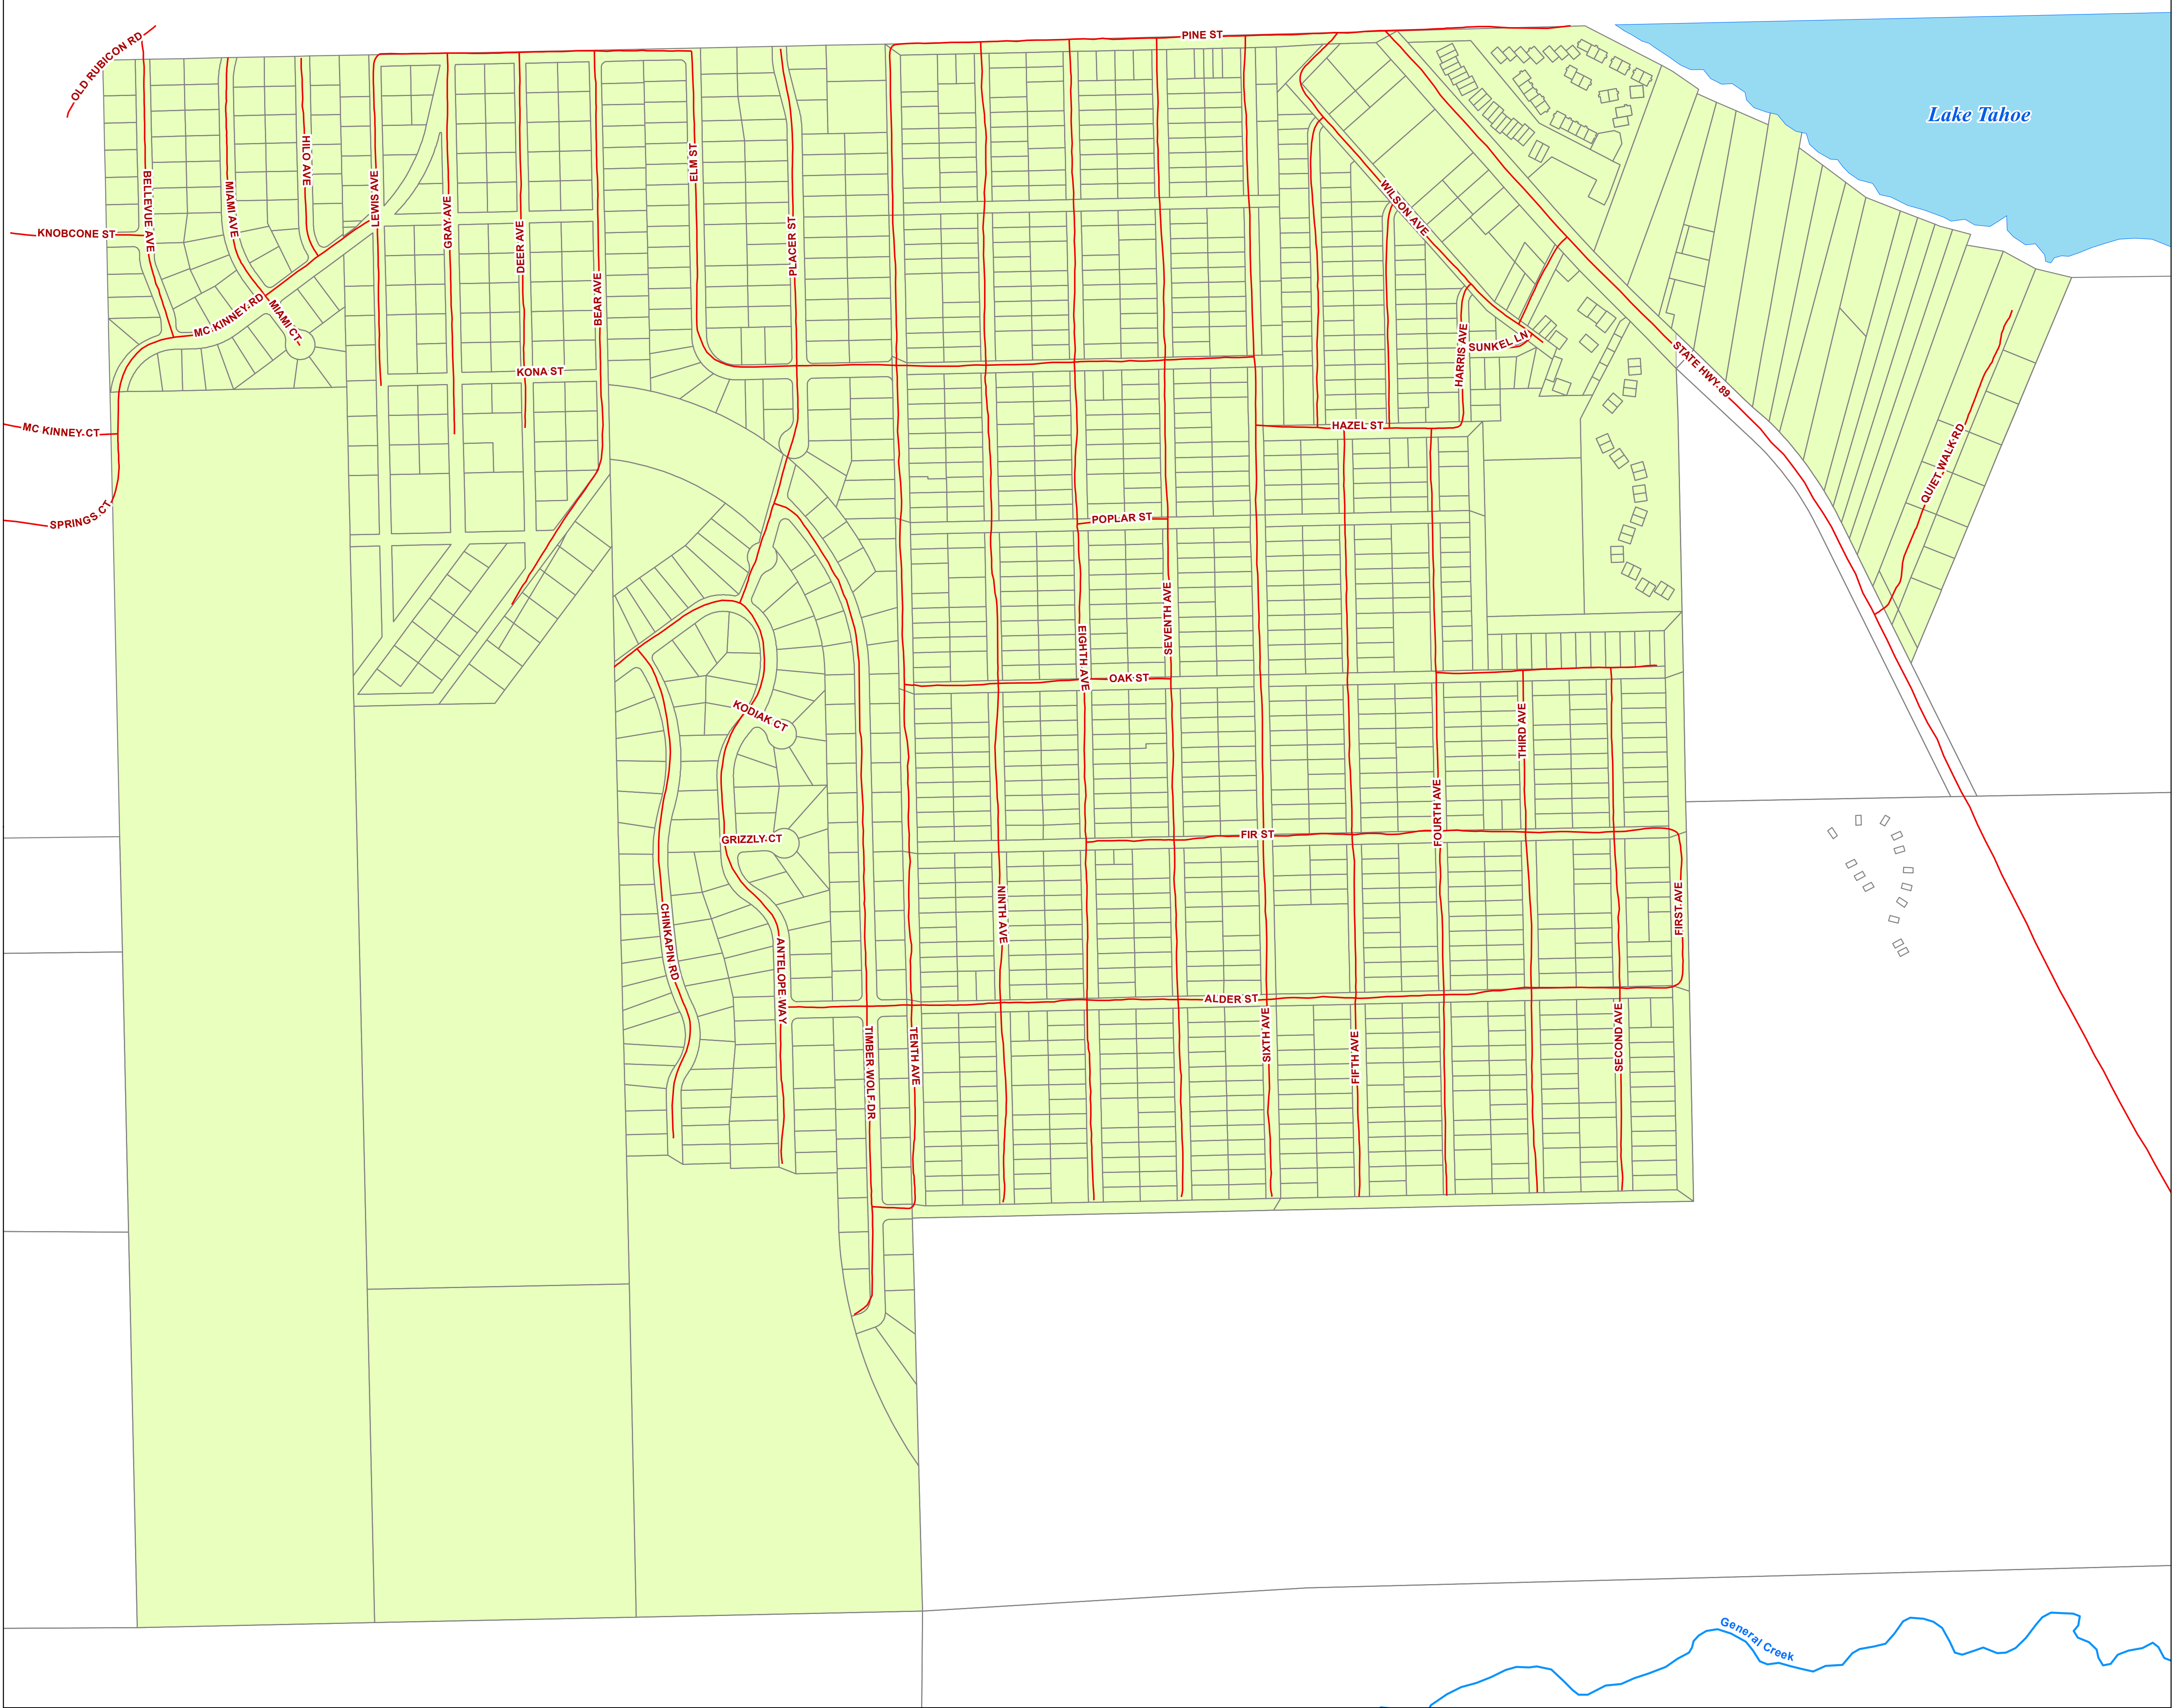 PINE ST
OLD RUBICON RD
Lake Tahoe
HILO AVE
ELM ST
BELLEVUE AVE
MIAMI AVE
LEWIS AVE
GRAY AVE
DEER AVE
PLACER ST
WILSON AVE
KNOBCONE ST
BEAR AVE
MC KINNEY RD
MIAMI CT
SUNKEL LN
HARRIS AVE
STATE HWY 89
KONA ST
HAZEL ST
MC KINNEY CT
QUIET WALK RD
SPRINGS CT
POPLAR ST
SEVENTH AVE
EIGHTH AVE
OAK ST
KODIAK CT
THIRD AVE
FOURTH AVE
GRIZZLY CT
FIR ST
NINTH AVE
FIRST AVE
CHINKAPIN RD
ANTELOPE WAY
ALDER ST
TIMBER WOLF DR
TENTH AVE
SIXTH AVE
FIFTH AVE
SECOND AVE
General Creek